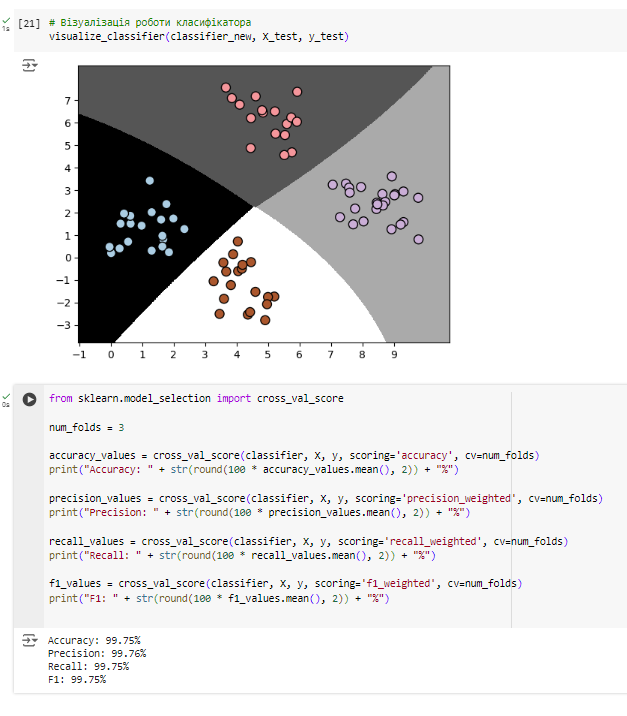 1s
[21] # Візуалізація роботи класифікатора
visualize_classifier(classifier_new, X_test, y_test)
7
6
5
4
3
2
1
0
−1
−2
−3
−1 0 1 2 3 4 5 6 7 8 9
0s
from sklearn.model_selection import cross_val_score
num_folds = 3
accuracy_values = cross_val_score(classifier, X, y, scoring='accuracy', cv=num_folds)
print("Accuracy: " + str(round(100 * accuracy_values.mean(), 2)) + "%")
precision_values = cross_val_score(classifier, X, y, scoring='precision_weighted', cv=num_folds)
print("Precision: " + str(round(100 * precision_values.mean(), 2)) + "%")
recall_values = cross_val_score(classifier, X, y, scoring='recall_weighted', cv=num_folds)
print("Recall: " + str(round(100 * recall_values.mean(), 2)) + "%")
f1_values = cross_val_score(classifier, X, y, scoring='f1_weighted', cv=num_folds)
print("F1: " + str(round(100 * f1_values.mean(), 2)) + "%")
Accuracy: 99.75%
Precision: 99.76%
Recall: 99.75%
F1: 99.75%